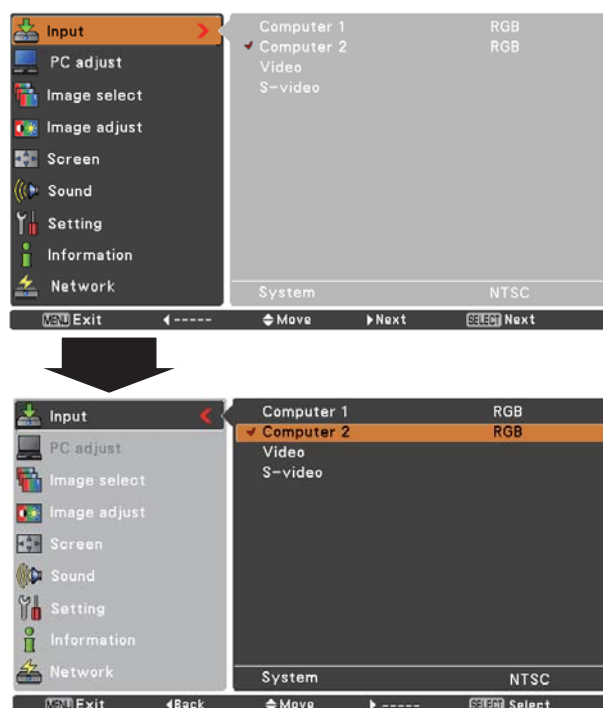 Input
Computer 1 RGB
Computer 2 RGB
Video
S-video
PC adjust
Image select
Image adjust
Screen
Sound
Setting
Information
Network
System NTSC
MENU Exit ----- Move Next SELECT Next
Input
Computer 1 RGB
Computer 2 RGB
Video
S-video
PC adjust
Image select
Image adjust
Screen
Sound
Setting
Information
Network
System NTSC
MENU Exit Back Move ----- SELECT Select